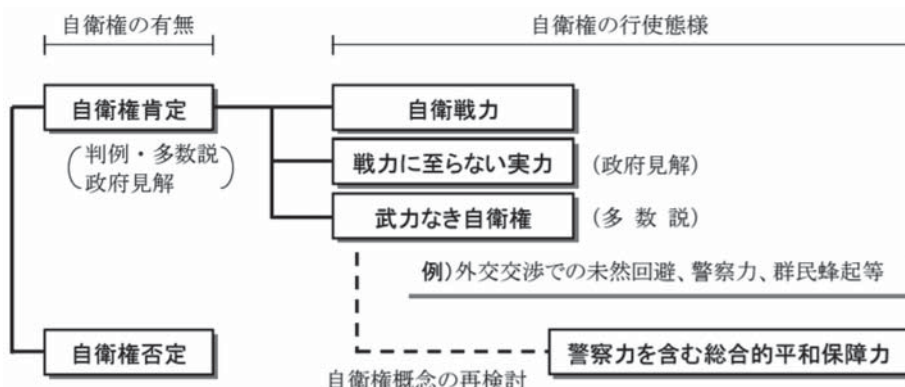 自衛権の有無
自衛権の行使態様
自衛権肯定
(判例・多数説
政府見解)
自衛戦力
戦力に至らない実力
(政府見解)
武力なき自衛権
(多 数 説)
例)外交交渉での未然回避、警察力、群民蜂起等
自衛権否定
警察力を含む総合的平和保障力
自衛権概念の再検討